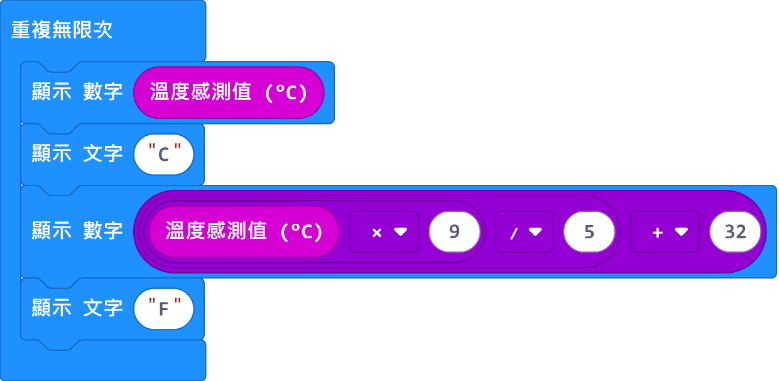 重複無限次
顯示 數字 溫度感測值 (°C)
顯示 文字 "C"
顯示 數字 溫度感測值 (°C) × 9 / 5 + 32
顯示 文字 "F"